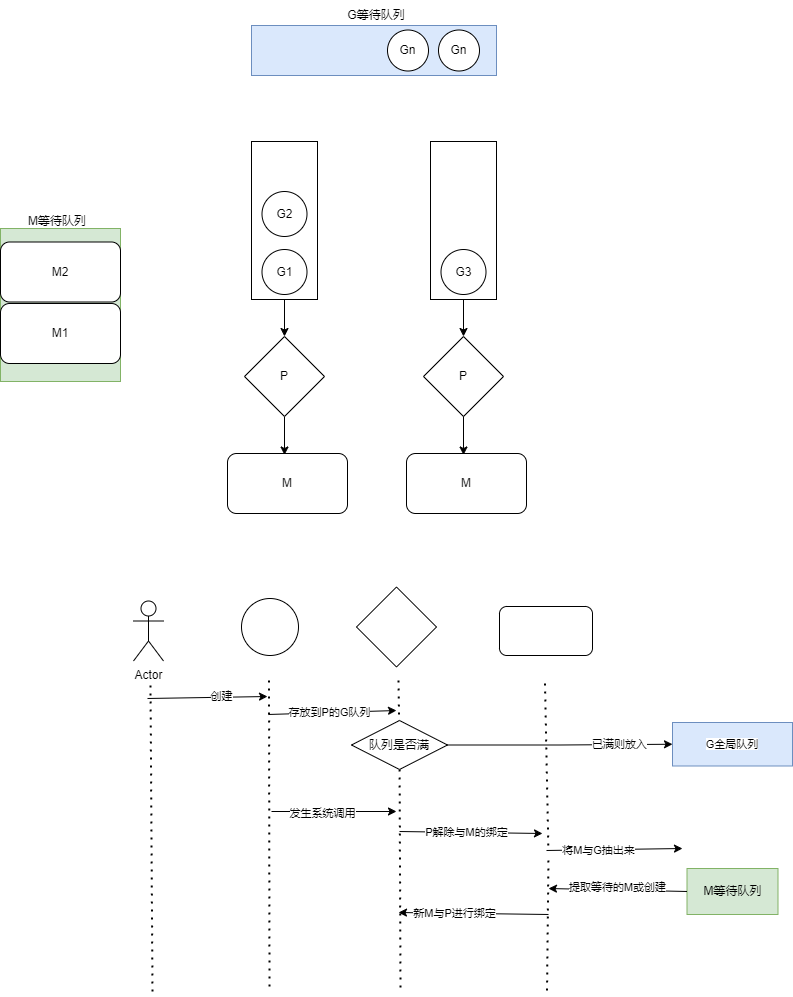 G等待队列
Gn
Gn
G2
G1
G3
M等待队列
M2
M1
P
P
M
M
Actor
创建
存放到P的G队列
队列是否满
已满则放入
G全局队列
发生系统调用
P解除与M的绑定
将M与G抽出来
提取等待的M或创建
M等待队列
新M与P进行绑定